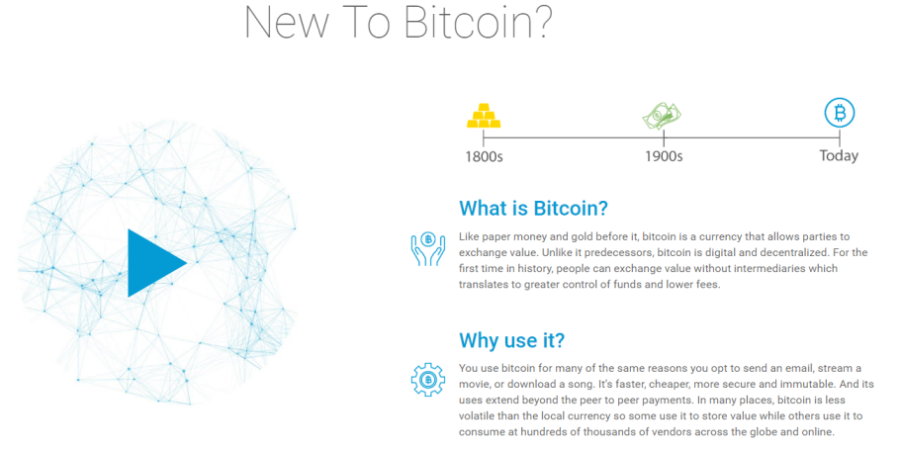 New To Bitcoin?
1800s
1900s
Today
What is Bitcoin?
Like paper money and gold before it, bitcoin is a currency that allows parties to
exchange value. Unlike it predecessors, bitcoin is digital and decentralized. For the
first time in history, people can exchange value without intermediaries which
translates to greater control of funds and lower fees.
Why use it?
You use bitcoin for many of the same reasons you opt to send an email, stream a
movie, or download a song. It's faster, cheaper, more secure and immutable. And its
uses extend beyond the peer to peer payments. In many places, bitcoin is less
volatile than the local currency so some use it to store value while others use it to
consume at hundreds of thousands of vendors across the globe and online.